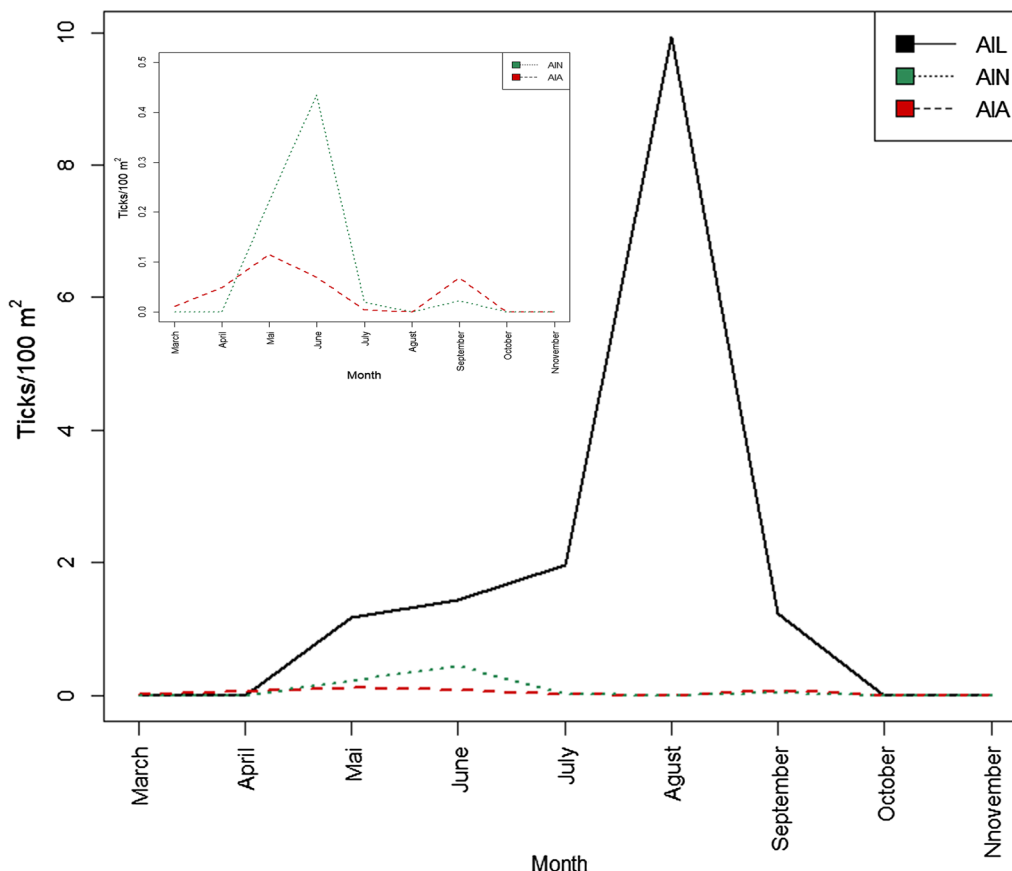 10
8
6
4
2
0
Ticks/100 m²
March
April
Mai
June
July
Agust
September
October
Nnovember
Month
AIL
AIN
AIA
0.5
0.4
0.3
0.2
0.1
0.0
Ticks/100 m²
March
April
Mai
June
July
Agust
September
October
Nnovember
Month
AIN
AIA